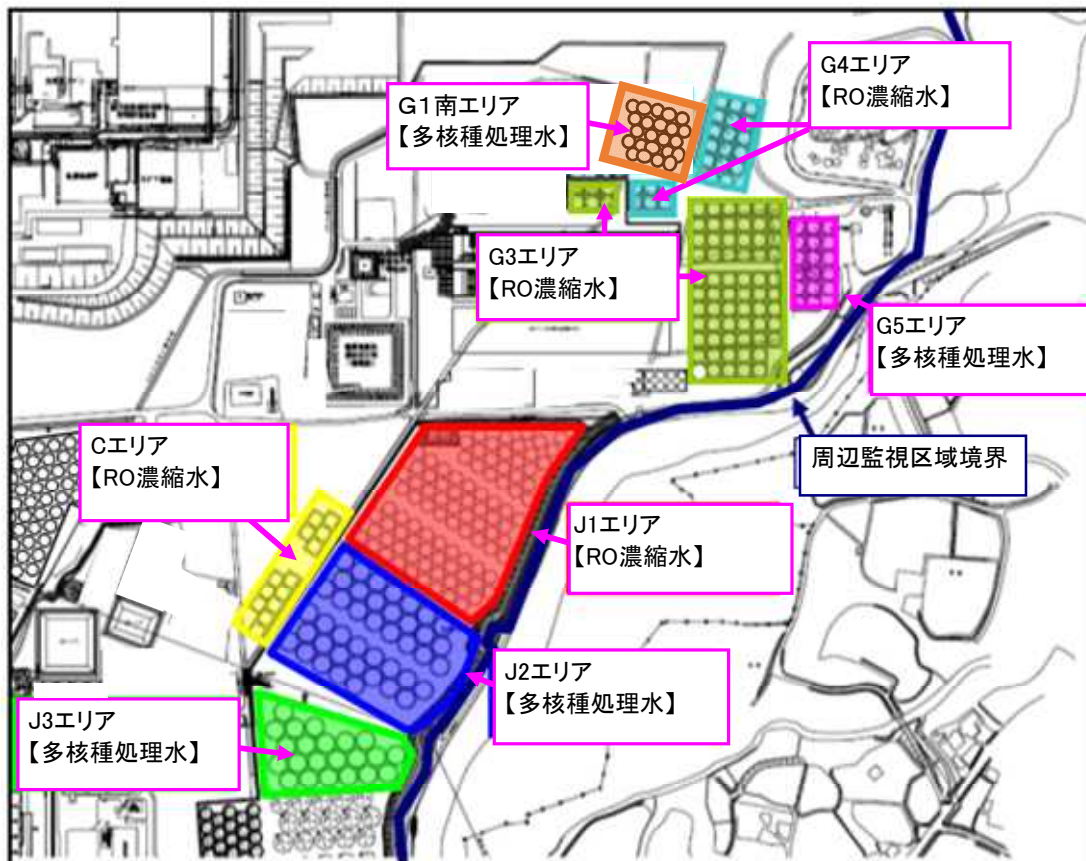 G4エリア
【RO濃縮水】
G1南エリア
【多核種処理水】
G3エリア
【RO濃縮水】
G5エリア
【多核種処理水】
Cエリア
【RO濃縮水】
周辺監視区域境界
J1エリア
【RO濃縮水】
J2エリア
【多核種処理水】
J3エリア
【多核種処理水】